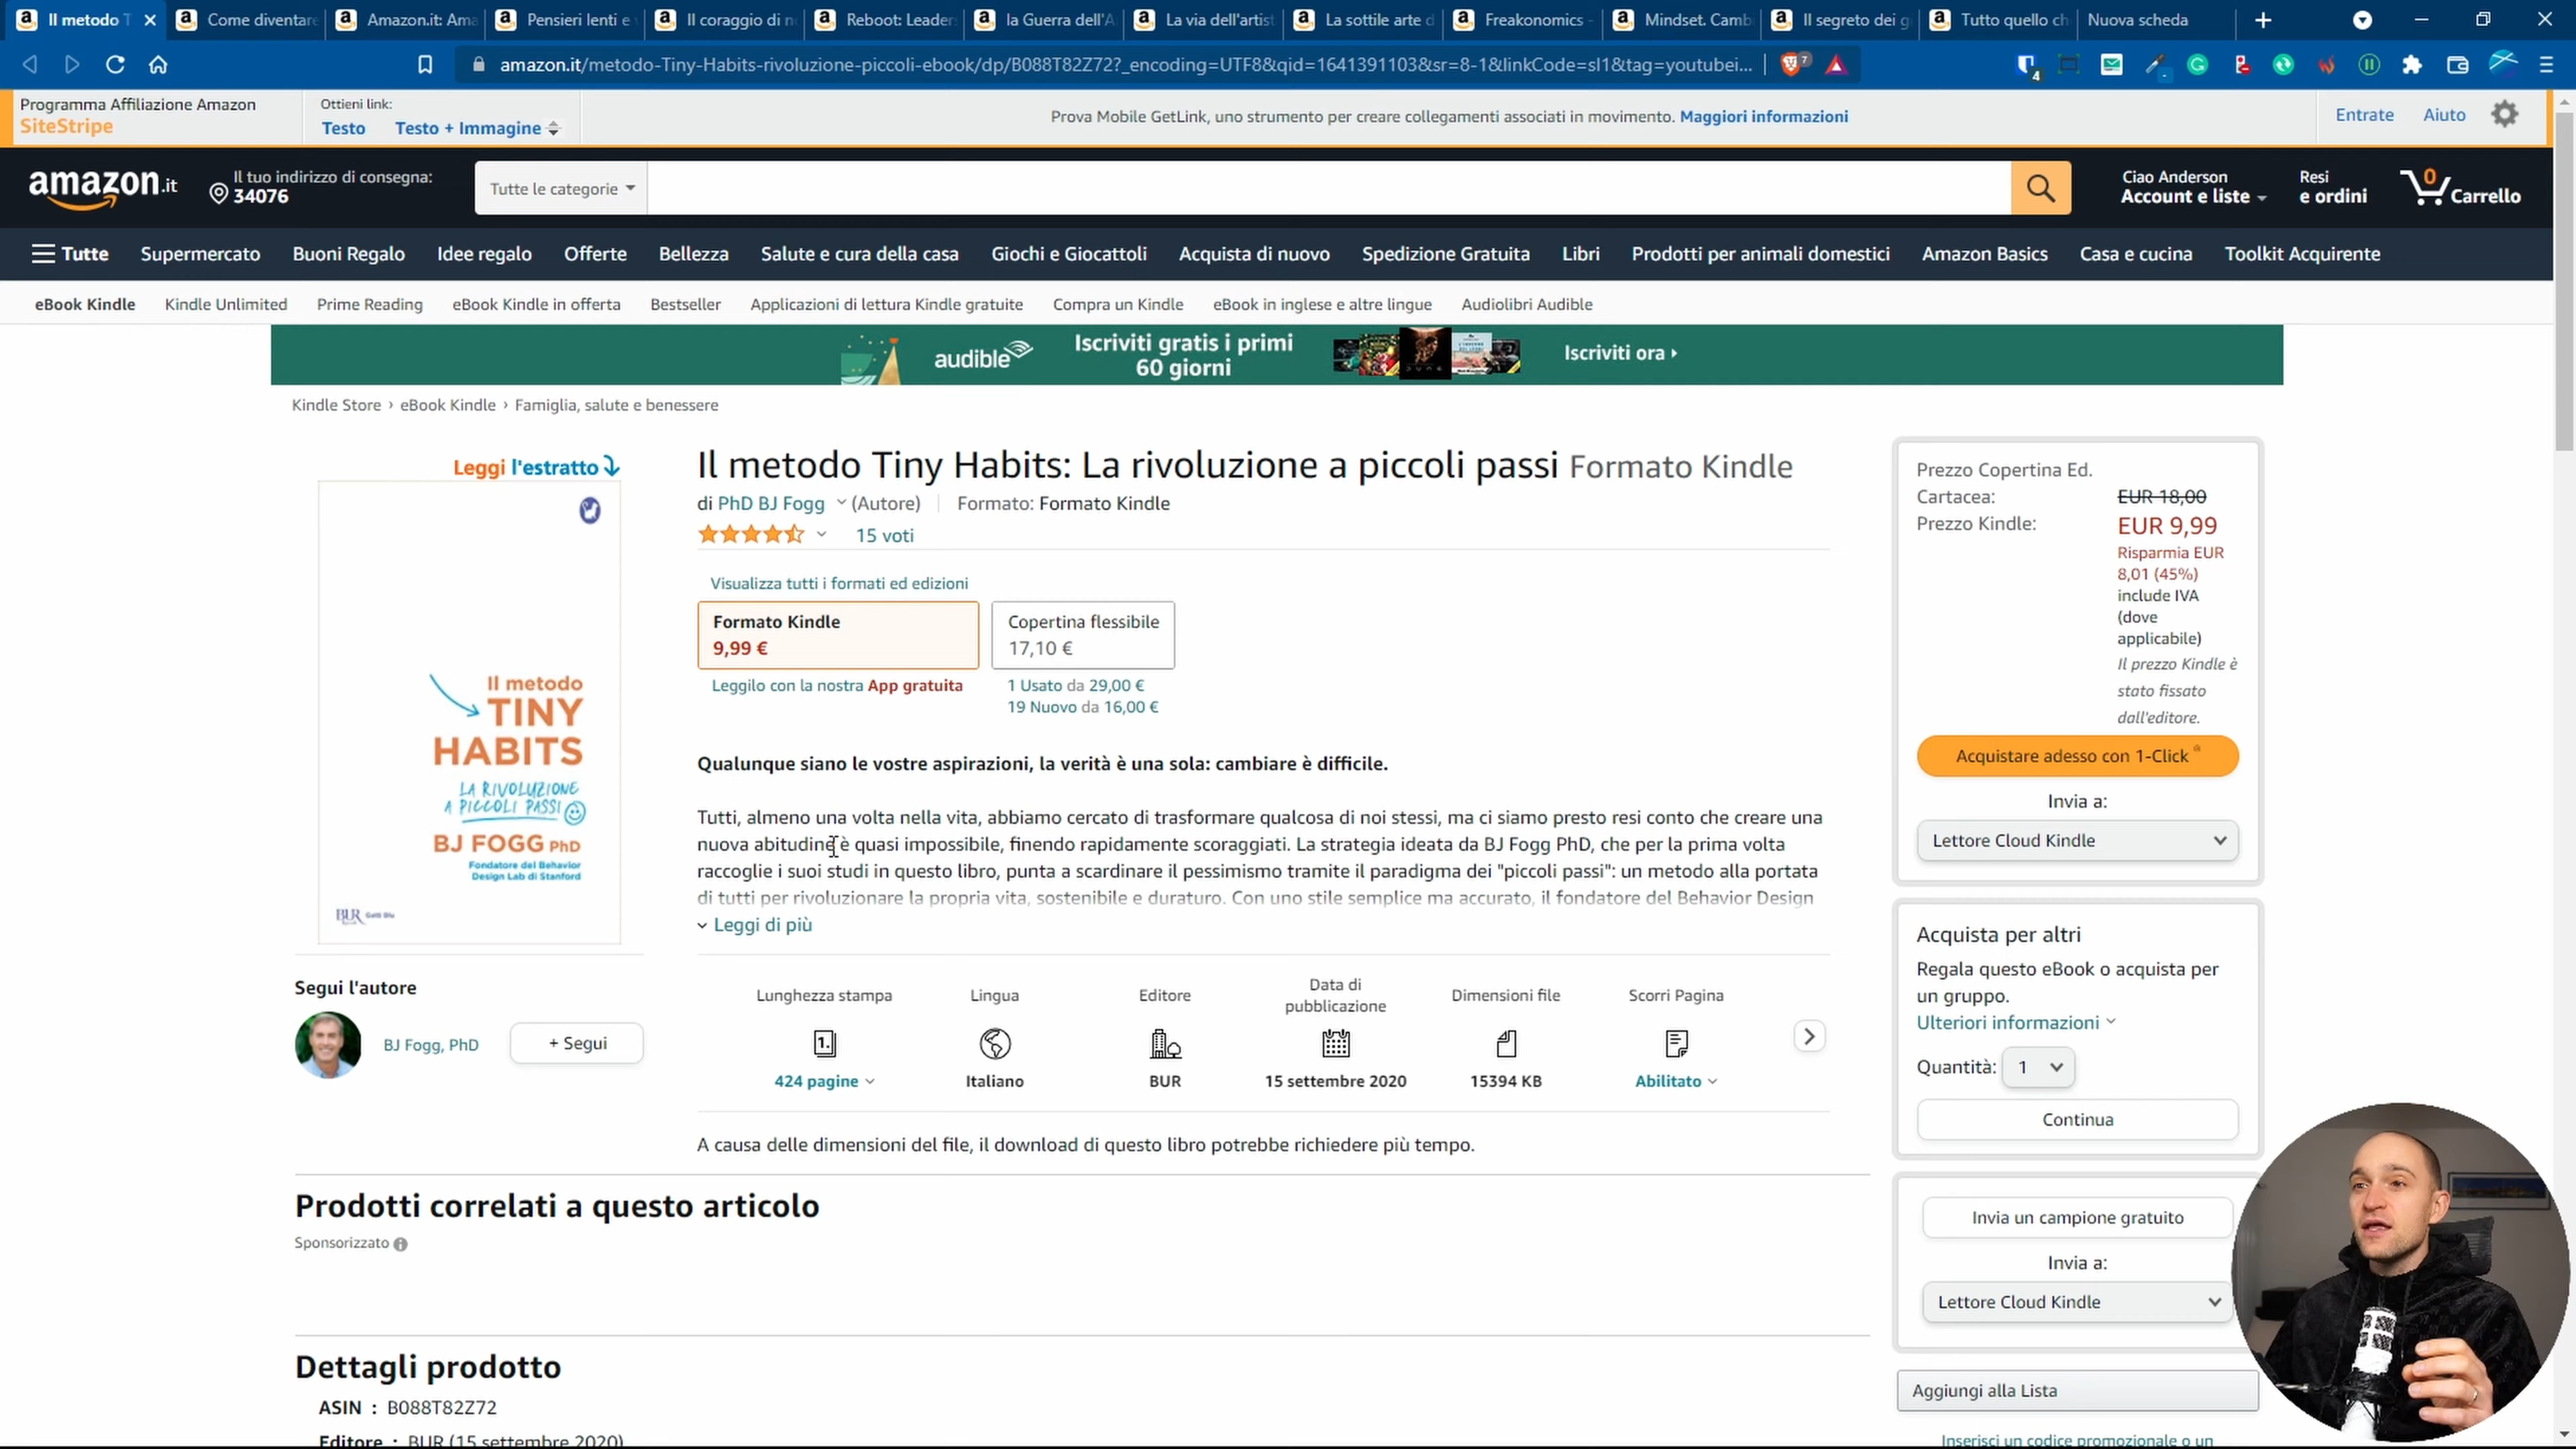 Il metodo T
Come diventare
Amazon.it: Ama
Pensieri lenti e v
Il coraggio di n
Reboot: Leader
la Guerra dell'A
La via dell'artist
La sottile arte d
Freakonomics -
Mindset. Camb
Il segreto dei g
Tutto quello ch
Nuova scheda
amazon.it/metodo-Tiny-Habits-rivoluzione-piccoli-ebook/dp/B088T82Z72?_encoding=UTF8&qid=1641391103&sr=8-1&linkCode=sl1&tag=youtubei...
7
4
Programma Affiliazione Amazon
SiteStripe
Ottieni link:
Testo
Testo + Immagine
Prova Mobile GetLink, uno strumento per creare collegamenti associati in movimento. Maggiori informazioni
Entrate
Aiuto
amazon.it
Il tuo indirizzo di consegna:
34076
Tutte le categorie
Ciao Anderson
Account e liste
Resi
e ordini
0
Carrello
Tutte
Supermercato
Buoni Regalo
Idee regalo
Offerte
Bellezza
Salute e cura della casa
Giochi e Giocattoli
Acquista di nuovo
Spedizione Gratuita
Libri
Prodotti per animali domestici
Amazon Basics
Casa e cucina
Toolkit Acquirente
eBook Kindle
Kindle Unlimited
Prime Reading
eBook Kindle in offerta
Bestseller
Applicazioni di lettura Kindle gratuite
Compra un Kindle
eBook in inglese e altre lingue
Audiolibri Audible
audible
Iscriviti gratis i primi
60 giorni
DUNE
Iscriviti ora
Kindle Store › eBook Kindle › Famiglia, salute e benessere
Leggi l'estratto
Il metodo
TINY
HABITS
LA RIVOLUZIONE
A PICCOLI PASSI
BJ FOGG PhD
Fondatore del Behavior
Design Lab di Stanford
BUR
Segui l'autore
BJ Fogg, PhD
+ Segui
Il metodo Tiny Habits: La rivoluzione a piccoli passi Formato Kindle
di PhD BJ Fogg (Autore) Formato: Formato Kindle
15 voti
Visualizza tutti i formati ed edizioni
Formato Kindle
9,99 €
Leggilo con la nostra App gratuita
Copertina flessibile
17,10 €
1 Usato da 29,00 €
19 Nuovo da 16,00 €
Qualunque siano le vostre aspirazioni, la verità è una sola: cambiare è difficile.
Tutti, almeno una volta nella vita, abbiamo cercato di trasformare qualcosa di noi stessi, ma ci siamo presto resi conto che creare una
nuova abitudine è quasi impossibile, finendo rapidamente scoraggiati. La strategia ideata da BJ Fogg PhD, che per la prima volta
raccoglie i suoi studi in questo libro, punta a scardinare il pessimismo tramite il paradigma dei "piccoli passi": un metodo alla portata
di tutti per rivoluzionare la propria vita, sostenibile e duraturo. Con uno stile semplice ma accurato, il fondatore del Behavior Design
Leggi di più
Lunghezza stampa
1.
424 pagine
Lingua
Italiano
Editore
BUR
Data di
pubblicazione
15 settembre 2020
Dimensioni file
15394 KB
Scorri Pagina
Abilitato
A causa delle dimensioni del file, il download di questo libro potrebbe richiedere più tempo.
Prodotti correlati a questo articolo
Sponsorizzato
Dettagli prodotto
ASIN : B088T82Z72
Editore : BUR (15 settembre 2020)
Prezzo Copertina Ed.
Cartacea: EUR 18,00
Prezzo Kindle: EUR 9,99
Risparmia EUR
8,01 (45%)
include IVA
(dove
applicabile)
Il prezzo Kindle è
stato fissato
dall'editore.
Acquistare adesso con 1-Click
Invia a:
Lettore Cloud Kindle
Acquista per altri
Regala questo eBook o acquista per
un gruppo.
Ulteriori informazioni
Quantità: 1
Continua
Invia un campione gratuito
Invia a:
Lettore Cloud Kindle
Aggiungi alla Lista
Inserisci un codice promozionale o un